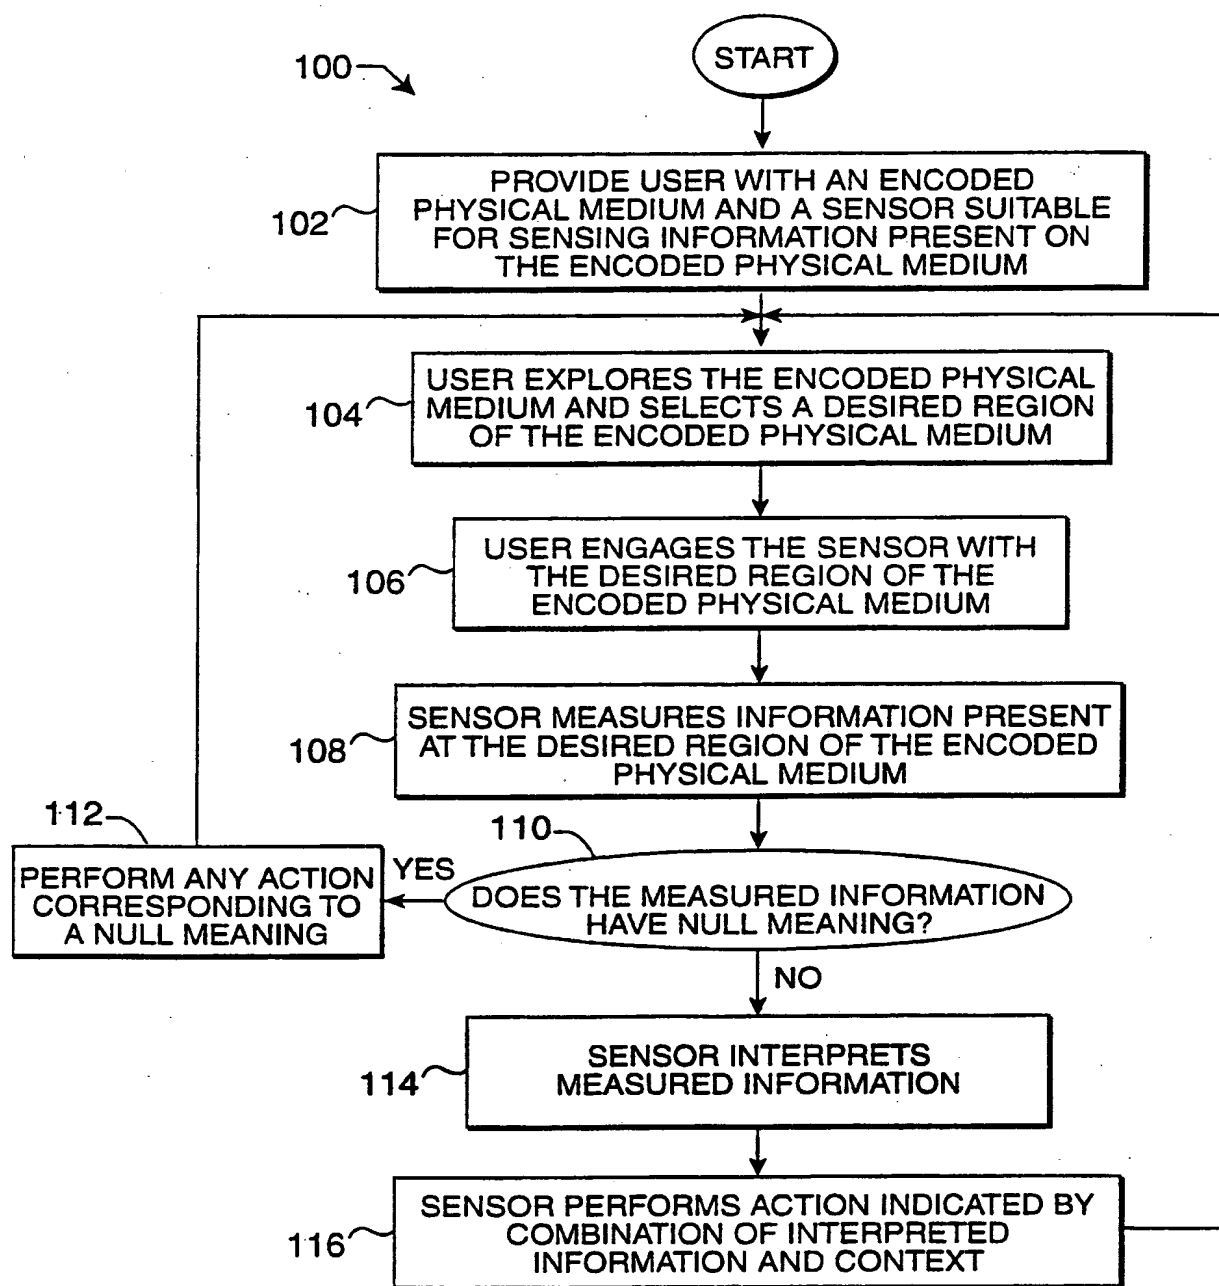 START
100
PROVIDE USER WITH AN ENCODED
PHYSICAL MEDIUM AND A SENSOR SUITABLE
FOR SENSING INFORMATION PRESENT ON
THE ENCODED PHYSICAL MEDIUM
102
USER EXPLORES THE ENCODED PHYSICAL
MEDIUM AND SELECTS A DESIRED REGION
OF THE ENCODED PHYSICAL MEDIUM
104
USER ENGAGES THE SENSOR WITH
THE DESIRED REGION OF THE
ENCODED PHYSICAL MEDIUM
106
SENSOR MEASURES INFORMATION PRESENT
AT THE DESIRED REGION OF THE ENCODED
PHYSICAL MEDIUM
108
110
DOES THE MEASURED INFORMATION
HAVE NULL MEANING?
YES
112
PERFORM ANY ACTION
CORRESPONDING TO
A NULL MEANING
NO
SENSOR INTERPRETS
MEASURED INFORMATION
114
SENSOR PERFORMS ACTION INDICATED BY
COMBINATION OF INTERPRETED
INFORMATION AND CONTEXT
116